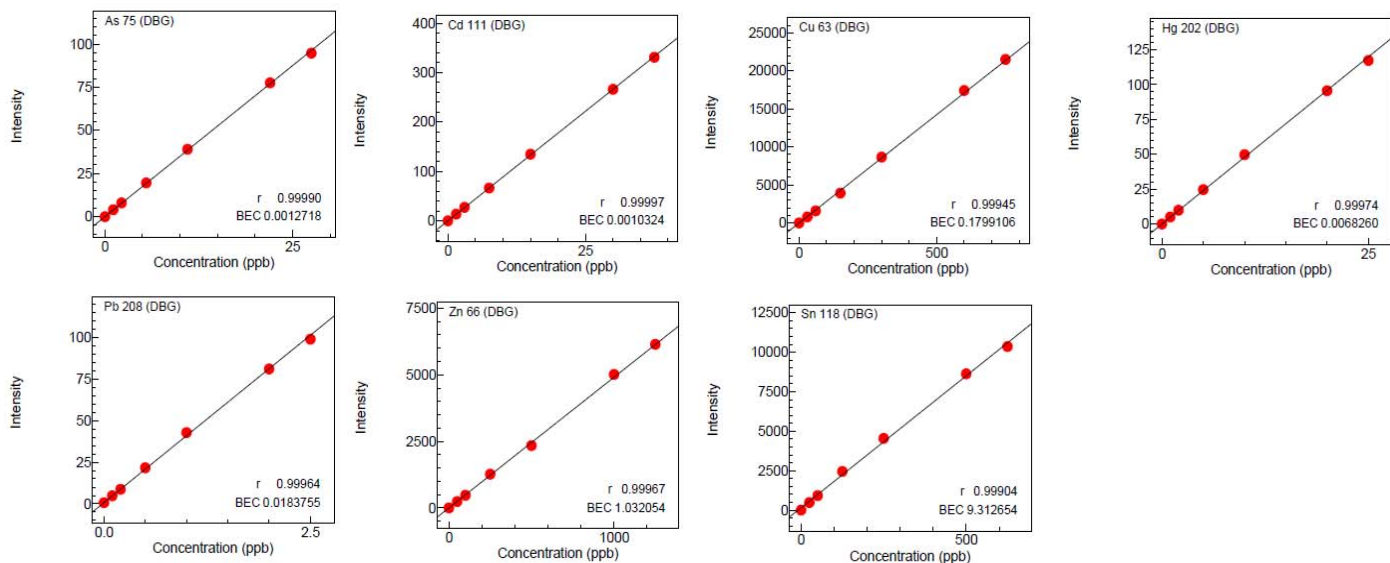 As 75 (DBG)
Intensity
100
75
50
25
0
r 0.99990
BEC 0.0012718
0
25
Concentration (ppb)
Cd 111 (DBG)
Intensity
400
300
200
100
0
r 0.99997
BEC 0.0010324
0
25
Concentration (ppb)
Cu 63 (DBG)
Intensity
25000
20000
15000
10000
5000
0
r 0.99945
BEC 0.1799106
0
500
Concentration (ppb)
Hg 202 (DBG)
Intensity
125
100
75
50
25
0
r 0.99974
BEC 0.0068260
0
25
Concentration (ppb)
Pb 208 (DBG)
Intensity
100
75
50
25
0
r 0.99964
BEC 0.0183755
0.0
2.5
Concentration (ppb)
Zn 66 (DBG)
Intensity
7500
5000
2500
0
r 0.99967
BEC 1.032054
0
1000
Concentration (ppb)
Sn 118 (DBG)
Intensity
12500
10000
7500
5000
2500
0
r 0.99904
BEC 9.312654
0
500
Concentration (ppb)